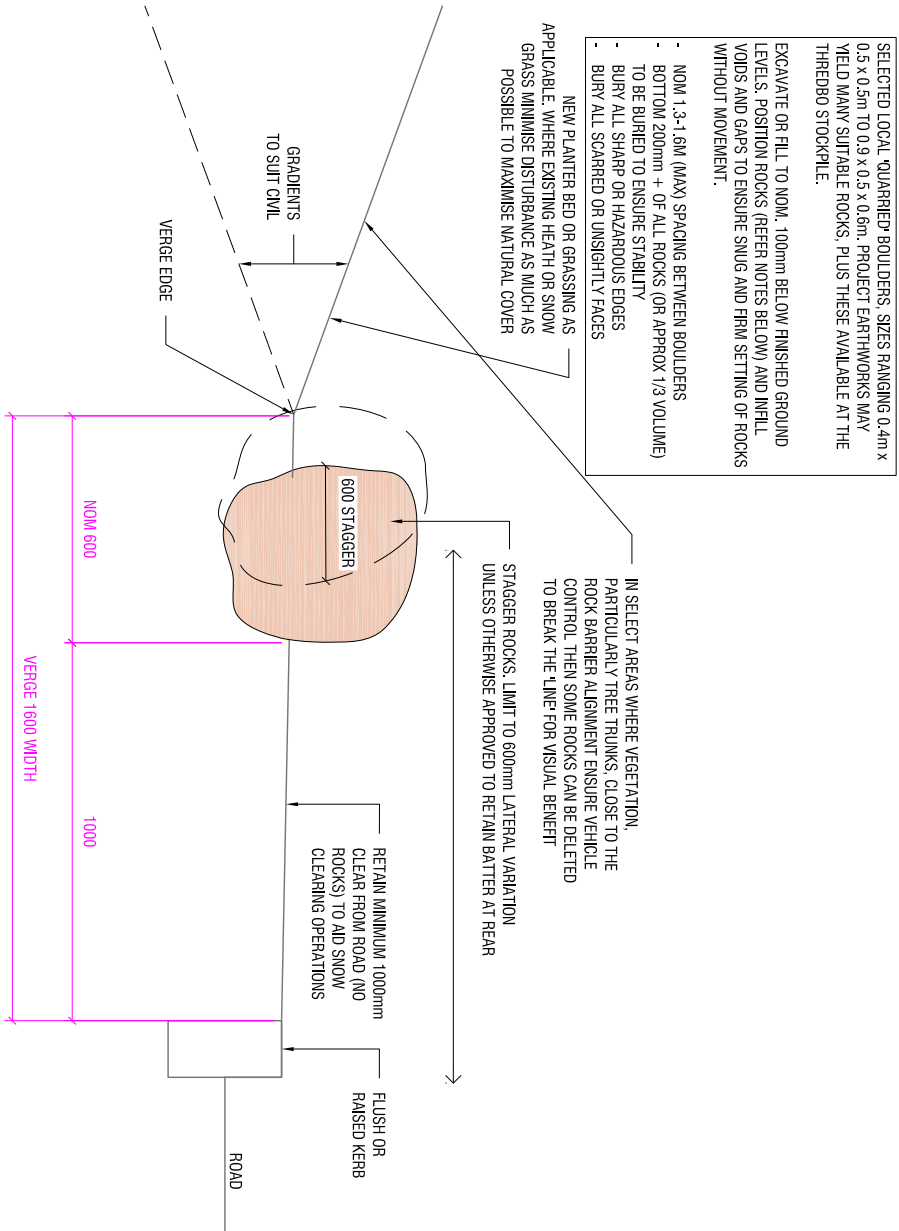 SELECTED LOCAL 'QUARRIED' BOULDERS, SIZES RANGING 0.4m x
0.5 x 0.5m TO 0.9 x 0.5 x 0.6m. PROJECT EARTHWORKS MAY
YIELD MANY SUITABLE ROCKS, PLUS THESE AVAILABLE AT THE
THREDBO STOCKPILE.
EXCAVATE OR FILL TO NOM. 100mm BELOW FINISHED GROUND
LEVELS. POSITION ROCKS (REFER NOTES BELOW) AND INFILL
VOIDS AND GAPS TO ENSURE SNUG AND FIRM SETTING OF ROCKS
WITHOUT MOVEMENT.
- NOM 1.3-1.6M (MAX) SPACING BETWEEN BOULDERS
- BOTTOM 200mm + OF ALL ROCKS (OR APPROX 1/3 VOLUME)
TO BE BURIED TO ENSURE STABILITY
- BURY ALL SHARP OR HAZARDOUS EDGES
- BURY ALL SCARRED OR UNSIGHTLY FACES
NEW PLANTER BED OR GRASSING AS
APPLICABLE. WHERE EXISTING HEATH OR SNOW
GRASS MINIMISE DISTURBANCE AS MUCH AS
POSSIBLE TO MAXIMISE NATURAL COVER
IN SELECT AREAS WHERE VEGETATION,
PARTICULARLY TREE TRUNKS, CLOSE TO THE
ROCK BARRIER ALIGNMENT ENSURE VEHICLE
CONTROL THEN SOME ROCKS CAN BE DELETED
TO BREAK THE 'LINE' FOR VISUAL BENEFIT
STAGGER ROCKS. LIMIT TO 600mm LATERAL VARIATION
UNLESS OTHERWISE APPROVED TO RETAIN BATTER AT REAR
RETAIN MINIMUM 1000mm
CLEAR FROM ROAD (NO
ROCKS) TO AID SNOW
CLEARING OPERATIONS
FLUSH OR
RAISED KERB
GRADIENTS
TO SUIT CIVIL
600 STAGGER
VERGE EDGE
ROAD
NOM 600
1000
VERGE 1600 WIDTH